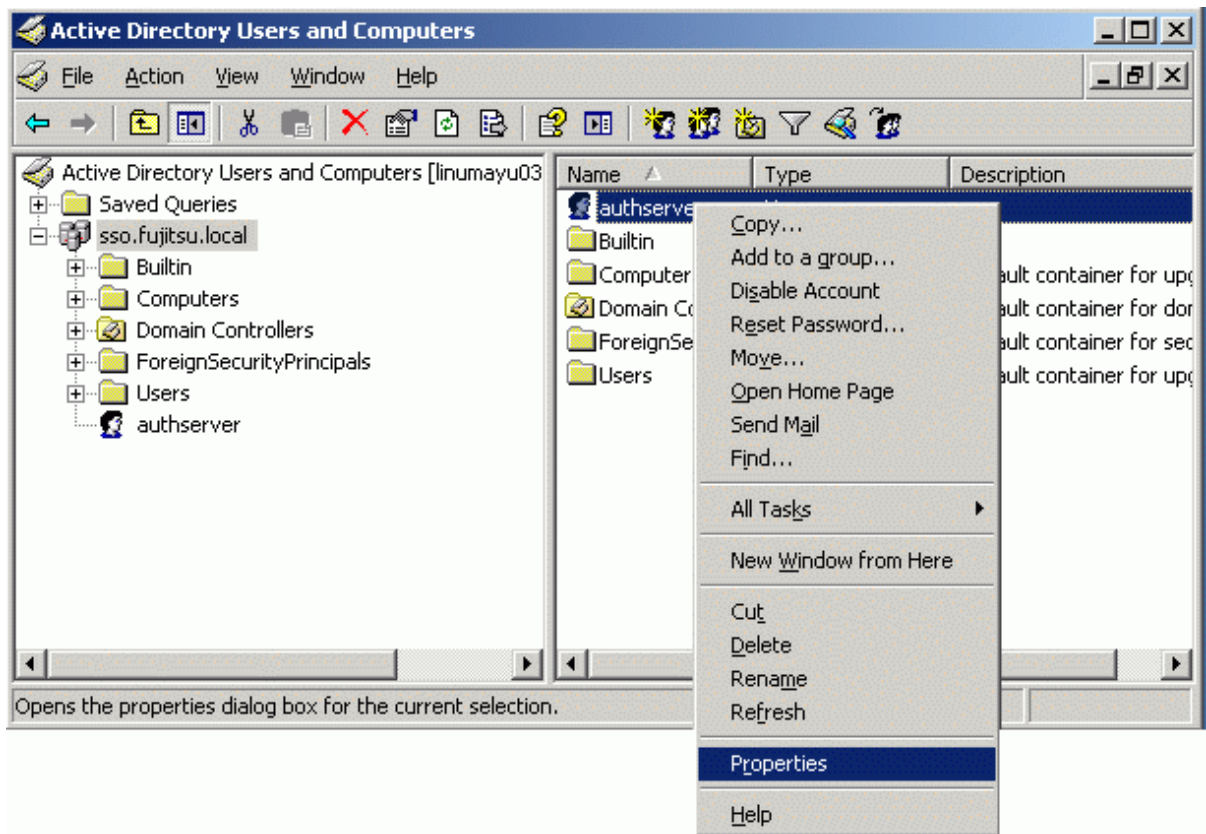 Active Directory Users and Computers
File Action View Window Help
Active Directory Users and Computers [linumayu03
Saved Queries
sso.fujitsu.local
Builtin
Computers
Domain Controllers
ForeignSecurityPrincipals
Users
authserver
Name Type Description
authserve
Builtin
Computer ault container for upg
Domain Co ault container for dor
ForeignSe ault container for sec
Users ault container for upg
Copy...
Add to a group...
Disable Account
Reset Password...
Move...
Open Home Page
Send Mail
Find...
All Tasks
New Window from Here
Cut
Delete
Rename
Refresh
Properties
Help
Opens the properties dialog box for the current selection.